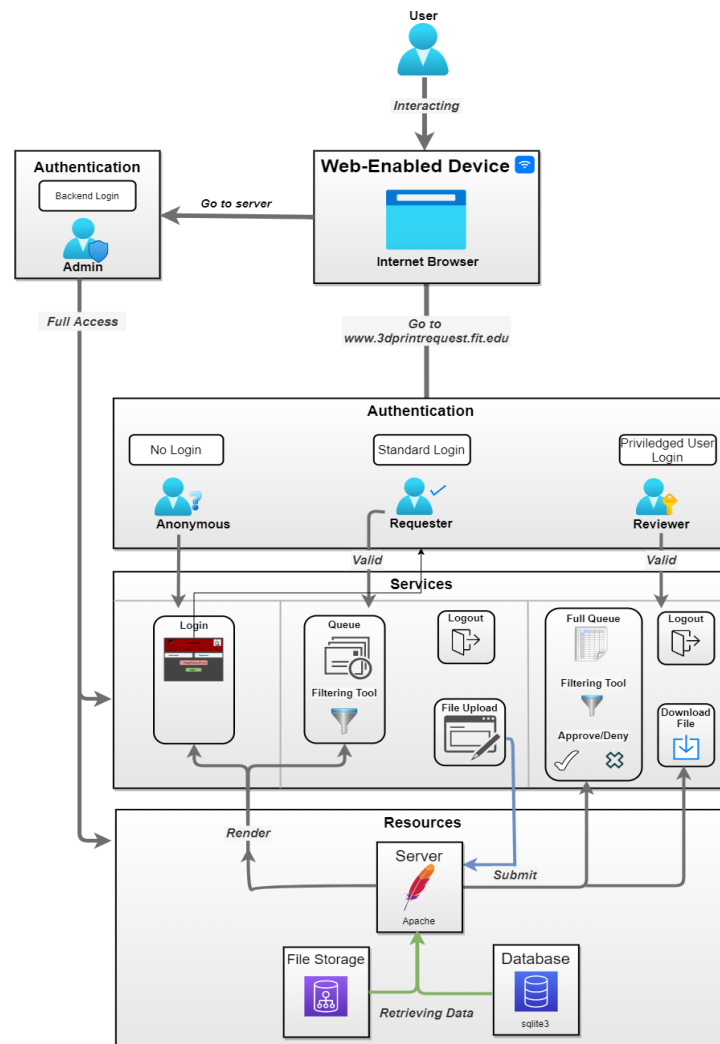 User
Interacting
Authentication
Backend Login
Admin
Go to server
Web-Enabled Device
Internet Browser
Full Access
Go to
www.3dprintrequest.fit.edu
Authentication
No Login
Standard Login
Priviledged User
Login
Anonymous
Requester
Reviewer
Valid
Valid
Services
Login
Queue
Filtering Tool
Logout
File Upload
Full Queue
Filtering Tool
Approve/Deny
Logout
Download
File
Render
Resources
Server
Apache
Submit
File Storage
Database
sqlite3
Retrieving Data